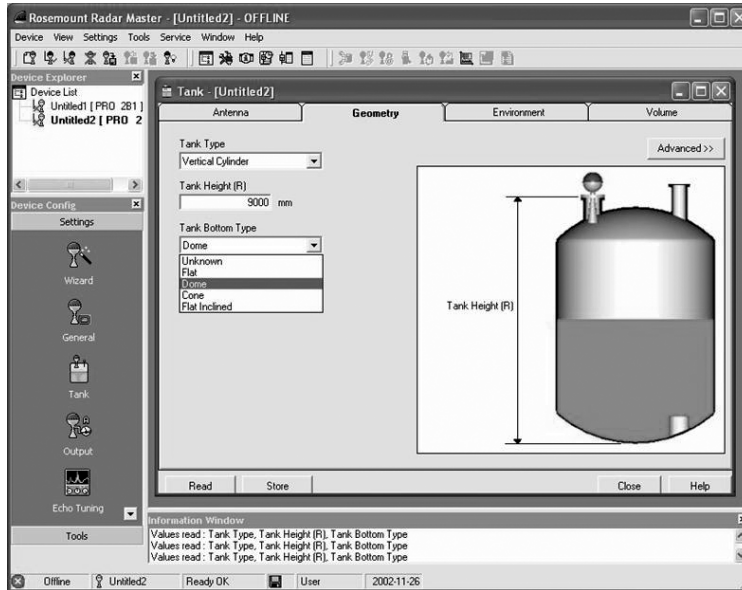 Rosemount Radar Master - [Untitled2] - OFFLINE
Device View Settings Tools Service Window Help
Device Explorer
Device List
Untitled1 [ PRO 2B1 ]
Untitled2 [ PRO 2
Device Config
Settings
Wizard
General
Tank
Output
Echo Tuning
Tools
Tank - [Untitled2]
Antenna Geometry Environment Volume
Tank Type
Vertical Cylinder
Advanced >>
Tank Height (R)
9000 mm
Tank Bottom Type
Dome
Unknown
Flat
Dome
Cone
Flat Inclined
Tank Height (R)
Read Store Close Help
Information Window
Values read : Tank Type, Tank Height (R), Tank Bottom Type
Values read : Tank Type, Tank Height (R), Tank Bottom Type
Values read : Tank Type, Tank Height (R), Tank Bottom Type
Offline Untitled2 Ready OK User 2002-11-26